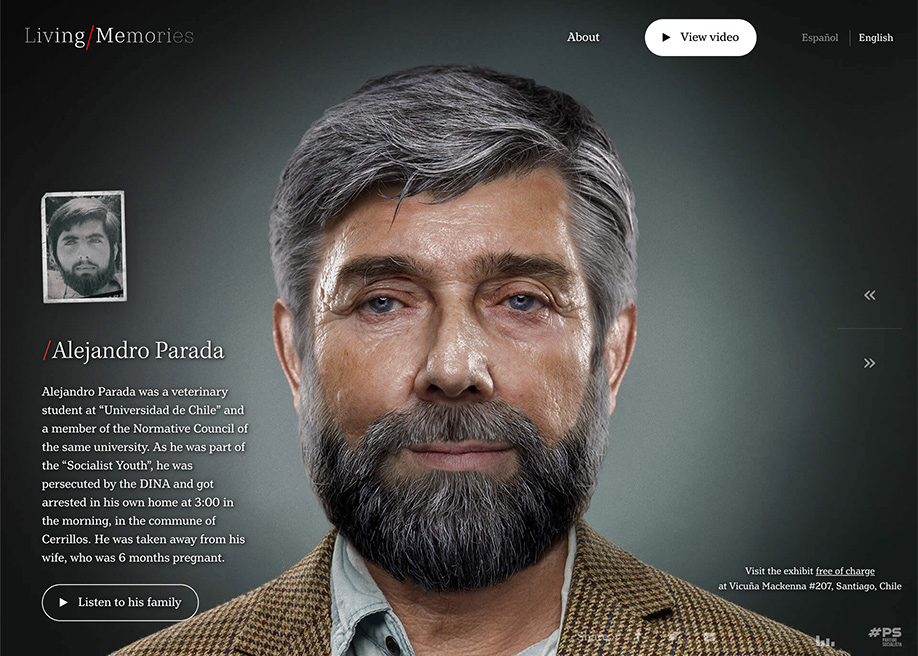 Living/Memories
About
View video
Español
English
/Alejandro Parada
Alejandro Parada was a veterinary
student at “Universidad de Chile” and
a member of the Normative Council of
the same university. As he was part of
the “Socialist Youth”, he was
persecuted by the DINA and got
arrested in his own home at 3:00 in
the morning, in the commune of
Cerrillos. He was taken away from his
wife, who was 6 months pregnant.
Listen to his family
Visit the exhibit free of charge
at Vicuña Mackenna #207, Santiago, Chile
#PS
PARTIDO
SOCIALISTA